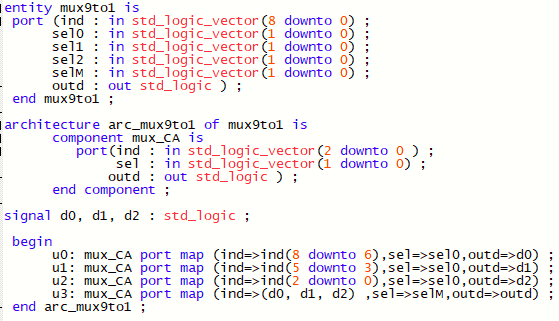 entity mux9to1 is
port (ind : in std_logic_vector(8 downto 0) ;
sel0 : in std_logic_vector(1 downto 0) ;
sel1 : in std_logic_vector(1 downto 0) ;
sel2 : in std_logic_vector(1 downto 0) ;
selM : in std_logic_vector(1 downto 0) ;
outd : out std_logic ) ;
end mux9to1 ;
architecture arc_mux9to1 of mux9to1 is
component mux_CA is
port(ind : in std_logic_vector(2 downto 0 ) ;
sel : in std_logic_vector(1 downto 0) ;
outd : out std_logic ) ;
end component ;
signal d0, d1, d2 : std_logic ;
begin
u0: mux_CA port map (ind=>ind(8 downto 6),sel=>sel0,outd=>d0) ;
u1: mux_CA port map (ind=>ind(5 downto 3),sel=>sel0,outd=>d1) ;
u2: mux_CA port map (ind=>ind(2 downto 0),sel=>sel0,outd=>d2) ;
u3: mux_CA port map (ind=>(d0, d1, d2) ,sel=>selM,outd=>outd) ;
end arc_mux9to1 ;